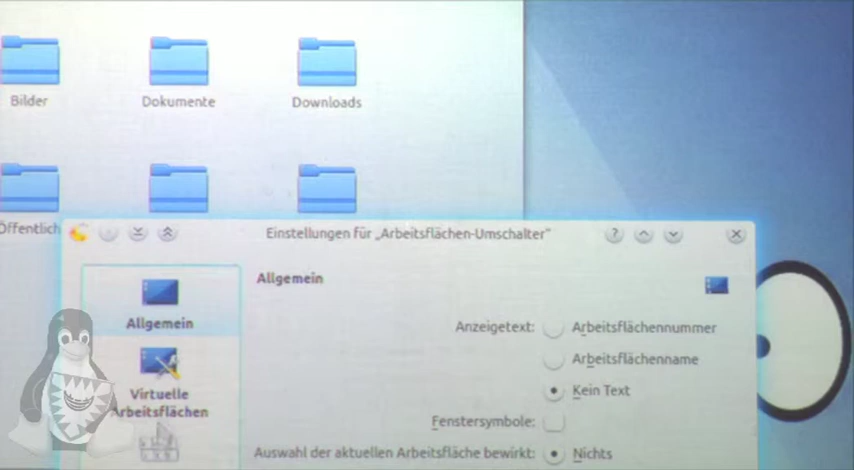 Bilder
Dokumente
Downloads
Öffentlich
Einstellungen für „Arbeitsflächen-Umschalter“
Allgemein
Virtuelle
Arbeitsflächen
Allgemein
Anzeigetext:
Arbeitsflächennummer
Arbeitsflächenname
Kein Text
Fenstersymbole:
Auswahl der aktuellen Arbeitsfläche bewirkt:
Nichts